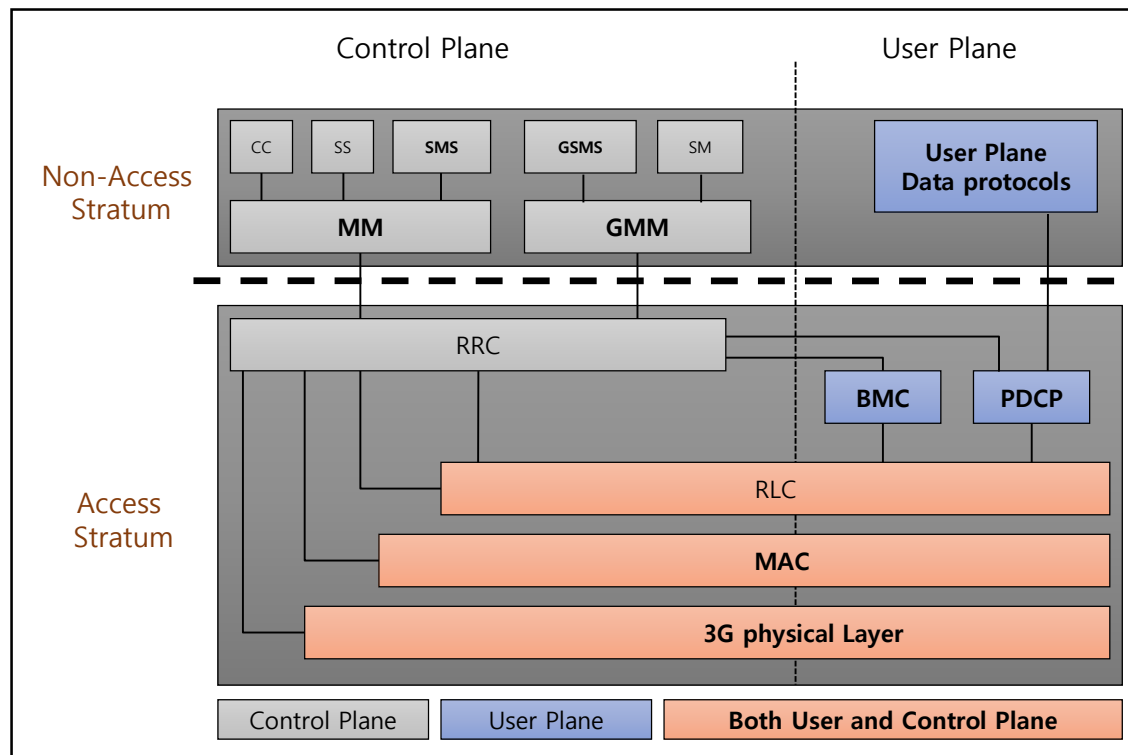 Control Plane
User Plane
Non-Access
Stratum
CC
SS
SMS
GSMS
SM
User Plane
Data protocols
MM
GMM
RRC
BMC
PDCP
Access
Stratum
RLC
MAC
3G physical Layer
Control Plane
User Plane
Both User and Control Plane